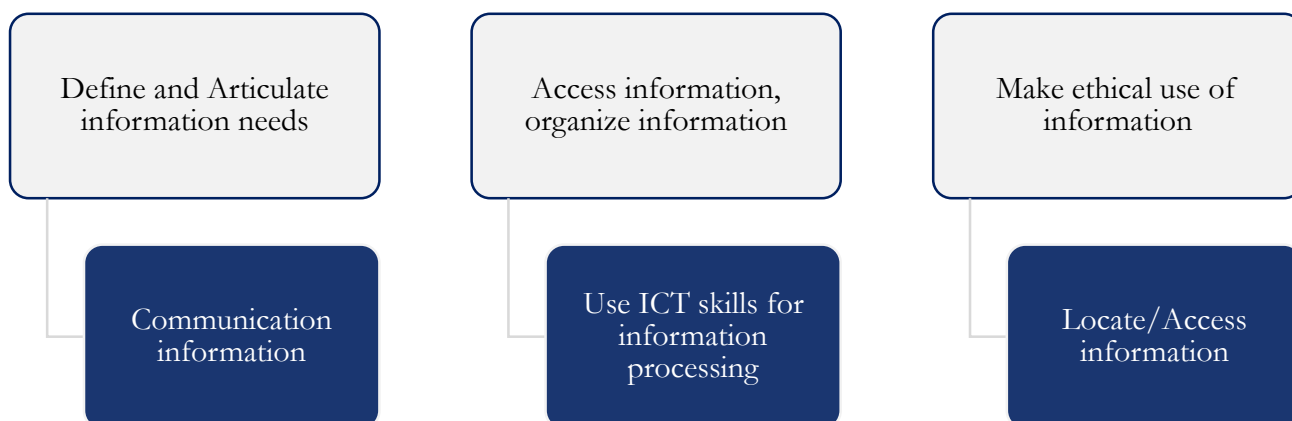 Define and Articulate
information needs
Access information,
organize information
Make ethical use of
information
Communication
information
Use ICT skills for
information
processing
Locate/Access
information